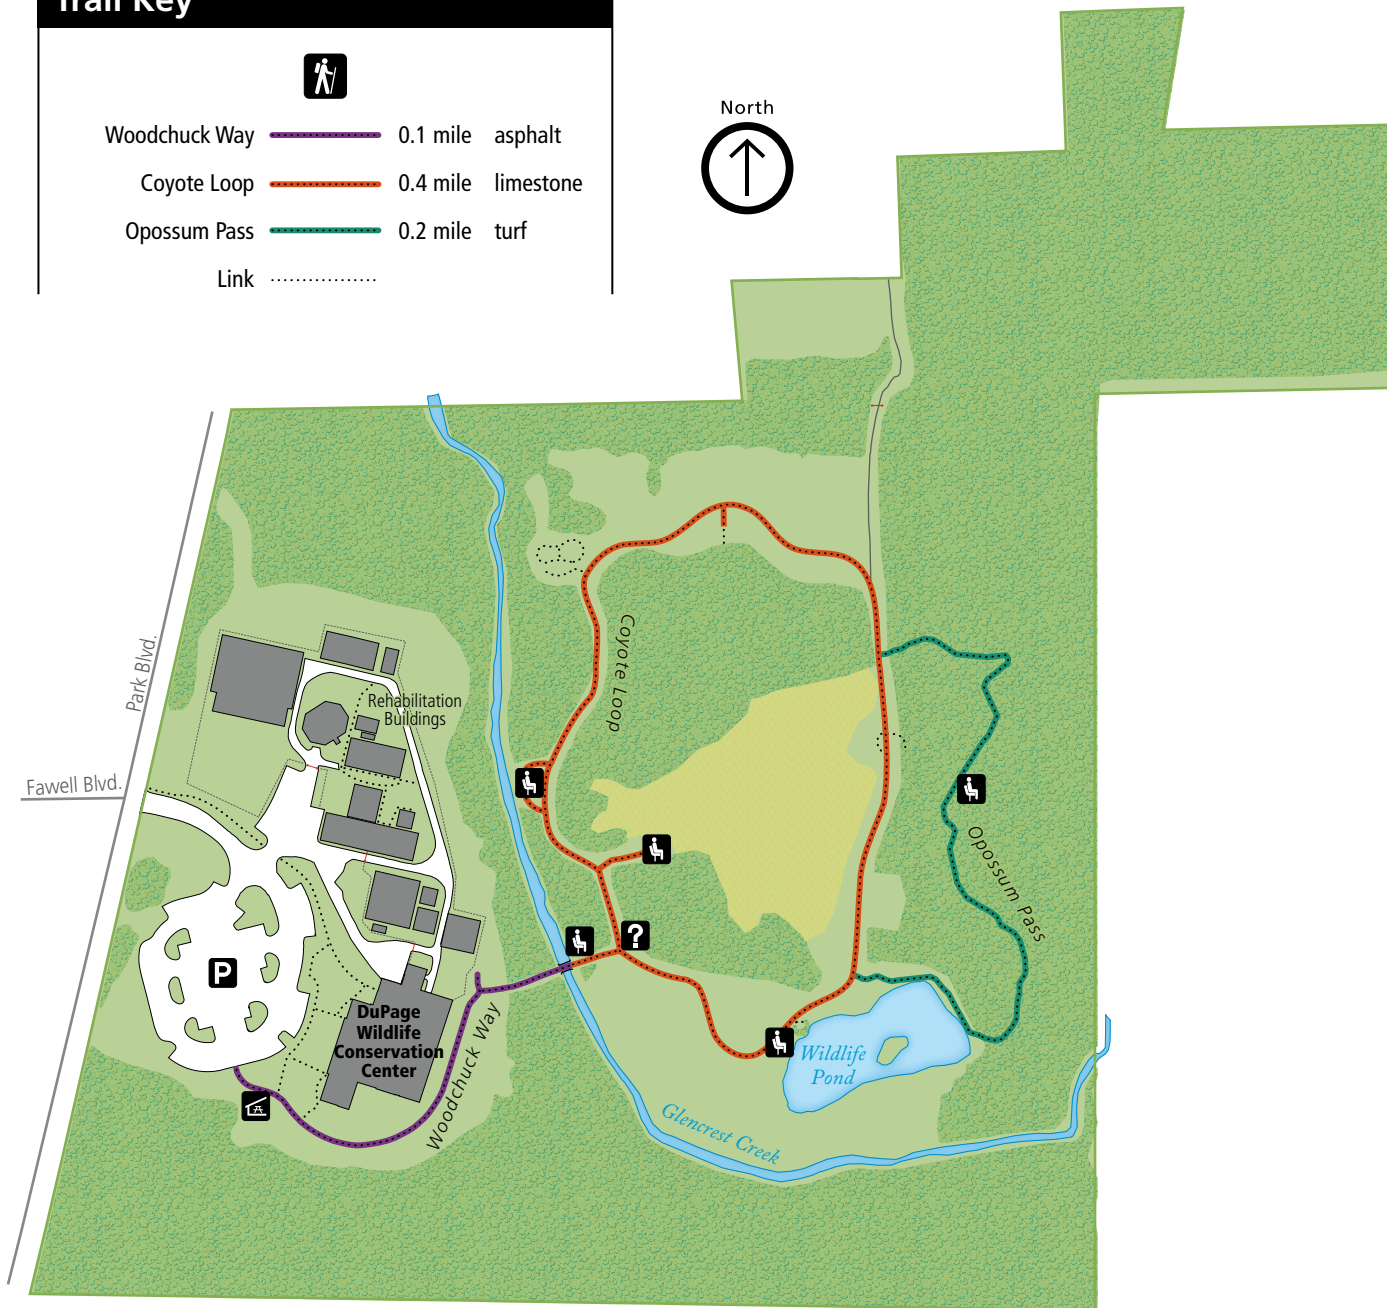 Trail Key
Woodchuck Way 0.1 mile asphalt
Coyote Loop 0.4 mile limestone
Opossum Pass 0.2 mile turf
Link
North
Park Blvd.
Fawell Blvd.
Rehabilitation
Buildings
Coyote Loop
Opossum Pass
?
P
DuPage
Wildlife
Conservation
Center
Woodchuck Way
Wildlife
Pond
Glencrest Creek